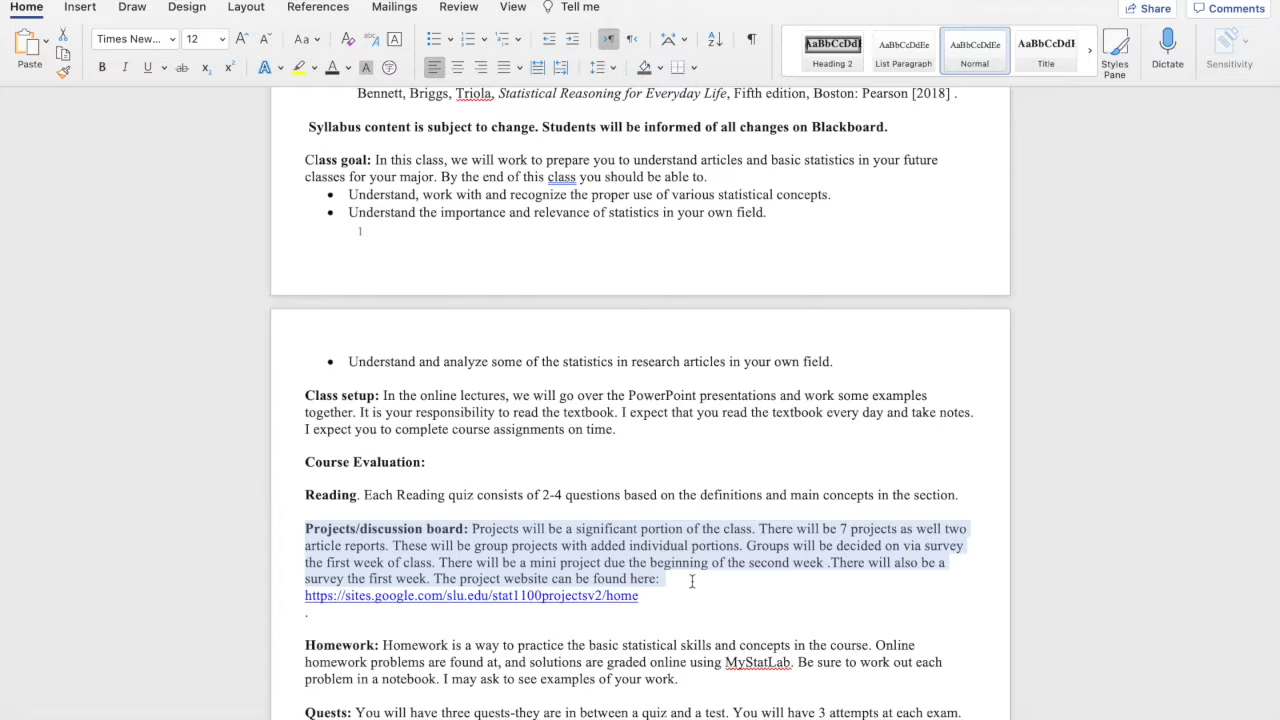 Home Insert Draw Design Layout References Mailings Review View Tell me Share Comments
Paste Times New... 12 Aa AaBbCcDdE AaBbCcDdEe AaBbCcDdEe AaBbCcDdE
Heading 2 List Paragraph Normal Title Styles Pane Dictate Sensitivity
Bennett, Briggs, Triola, Statistical Reasoning for Everyday Life, Fifth edition, Boston: Pearson [2018] .
Syllabus content is subject to change. Students will be informed of all changes on Blackboard.
Class goal: In this class, we will work to prepare you to understand articles and basic statistics in your future
classes for your major. By the end of this class you should be able to.
• Understand, work with and recognize the proper use of various statistical concepts.
• Understand the importance and relevance of statistics in your own field.
1
• Understand and analyze some of the statistics in research articles in your own field.
Class setup: In the online lectures, we will go over the PowerPoint presentations and work some examples
together. It is your responsibility to read the textbook. I expect that you read the textbook every day and take notes.
I expect you to complete course assignments on time.
Course Evaluation:
Reading. Each Reading quiz consists of 2-4 questions based on the definitions and main concepts in the section.
Projects/discussion board: Projects will be a significant portion of the class. There will be 7 projects as well two
article reports. These will be group projects with added individual portions. Groups will be decided on via survey
the first week of class. There will be a mini project due the beginning of the second week .There will also be a
survey the first week. The project website can be found here:
https://sites.google.com/slu.edu/stat1100projectsv2/home
.
Homework: Homework is a way to practice the basic statistical skills and concepts in the course. Online
homework problems are found at, and solutions are graded online using MyStatLab. Be sure to work out each
problem in a notebook. I may ask to see examples of your work.
Quests: You will have three quests-they are in between a quiz and a test. You will have 3 attempts at each exam.